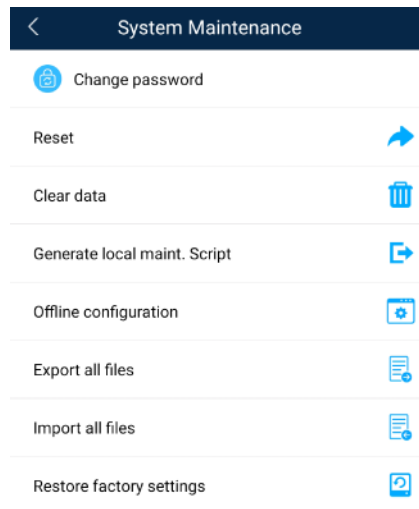 System Maintenance
Change password
Reset
Clear data
Generate local maint. Script
Offline configuration
Export all files
Import all files
Restore factory settings